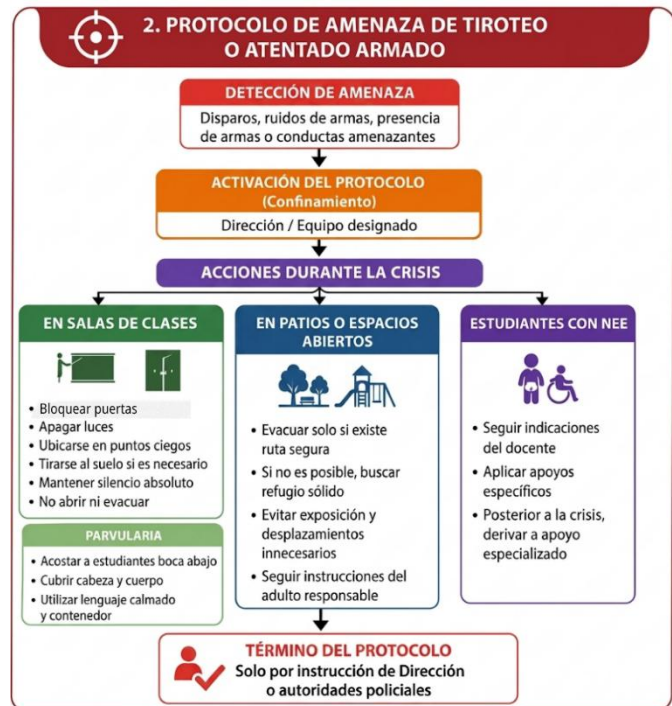 2. PROTOCOLO DE AMENAZA DE TIROTEO
O ATENTADO ARMADO
DETECCIÓN DE AMENAZA
Disparos, ruidos de armas, presencia
de armas o conductas amenazantes
ACTIVACIÓN DEL PROTOCOLO
(Confinamiento)
Dirección / Equipo designado
ACCIONES DURANTE LA CRISIS
EN SALAS DE CLASES
• Bloquear puertas
• Apagar luces
• Ubicarse en puntos ciegos
• Tirarse al suelo si es necesario
• Mantener silencio absoluto
• No abrir ni evacuar
PARVULARIA
• Acostar a estudiantes boca abajo
• Cubrir cabeza y cuerpo
• Utilizar lenguaje calmado
y contenedor
EN PATIOS O ESPACIOS
ABIERTOS
• Evacuar solo si existe
ruta segura
• Si no es posible, buscar
refugio sólido
• Evitar exposición y
desplazamientos
innecesarios
• Seguir instrucciones del
adulto responsable
ESTUDIANTES CON NEE
• Seguir indicaciones
del docente
• Aplicar apoyos
específicos
• Posterior a la crisis,
derivar a apoyo
especializado
TÉRMINO DEL PROTOCOLO
Solo por instrucción de Dirección
o autoridades policiales